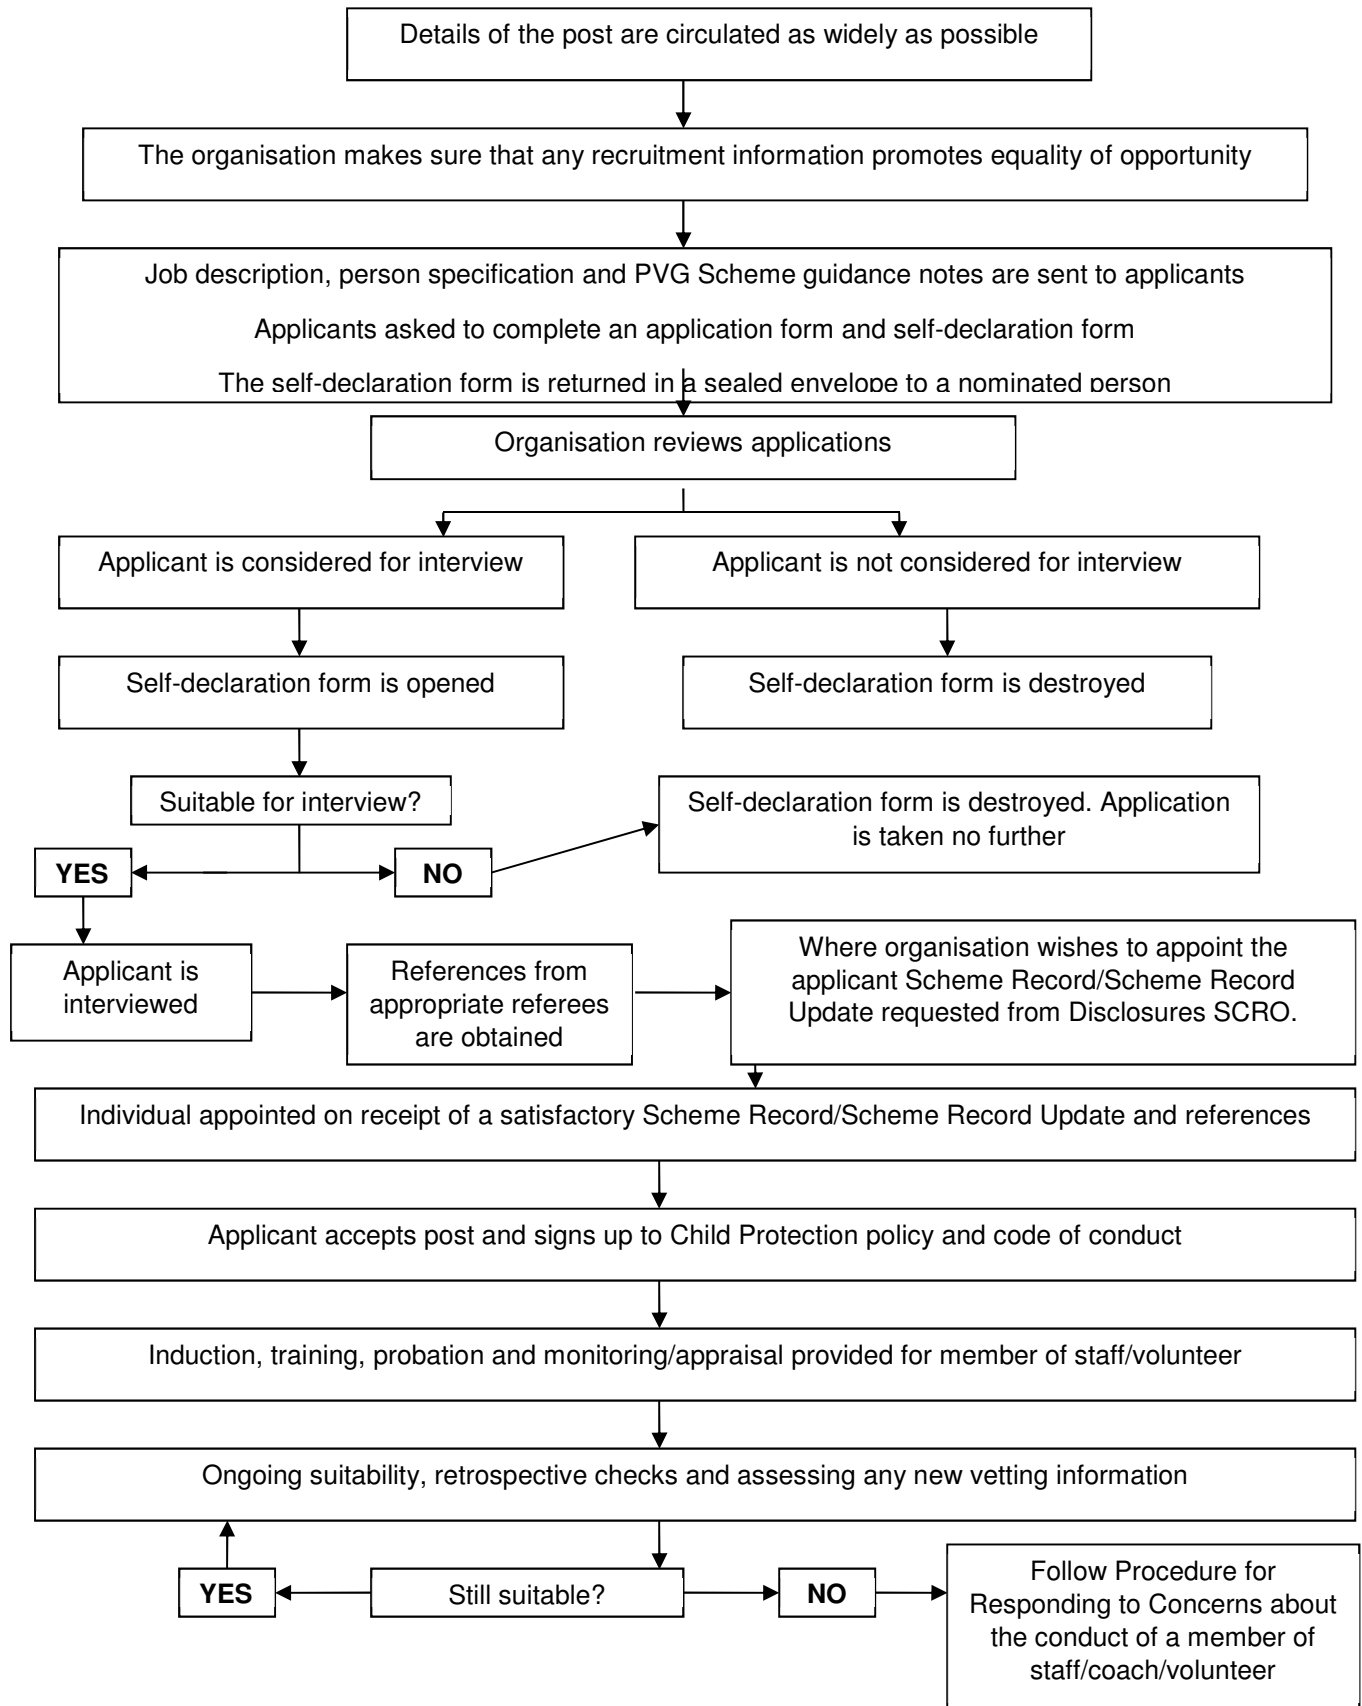 Details of the post are circulated as widely as possible
The organisation makes sure that any recruitment information promotes equality of opportunity
Job description, person specification and PVG Scheme guidance notes are sent to applicants
Applicants asked to complete an application form and self-declaration form
The self-declaration form is returned in a sealed envelope to a nominated person
Organisation reviews applications
Applicant is considered for interview
Applicant is not considered for interview
Self-declaration form is opened
Self-declaration form is destroyed
Suitable for interview?
Self-declaration form is destroyed. Application
is taken no further
YES
NO
Applicant is
interviewed
References from
appropriate referees
are obtained
Where organisation wishes to appoint the
applicant Scheme Record/Scheme Record
Update requested from Disclosures SCRO.
Individual appointed on receipt of a satisfactory Scheme Record/Scheme Record Update and references
Applicant accepts post and signs up to Child Protection policy and code of conduct
Induction, training, probation and monitoring/appraisal provided for member of staff/volunteer
Ongoing suitability, retrospective checks and assessing any new vetting information
YES
Still suitable?
NO
Follow Procedure for
Responding to Concerns about
the conduct of a member of
staff/coach/volunteer